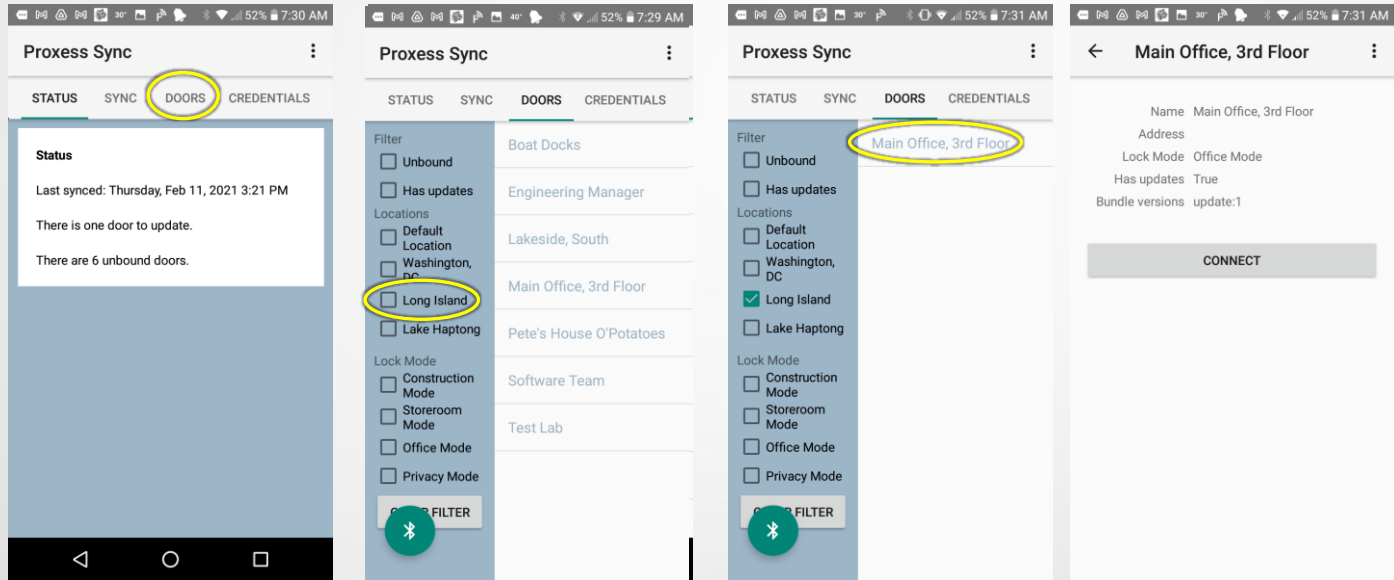 30° 52% 7:30 AM
Proxess Sync
STATUS SYNC DOORS CREDENTIALS
Status
Last synced: Thursday, Feb 11, 2021 3:21 PM
There is one door to update.
There are 6 unbound doors.
40° 52% 7:29 AM
Proxess Sync
STATUS SYNC DOORS CREDENTIALS
Filter
Unbound
Has updates
Locations
Default
Location
Washington,
DC
Long Island
Lake Haptong
Lock Mode
Construction
Mode
Storeroom
Mode
Office Mode
Privacy Mode
FILTER
Boat Docks
Engineering Manager
Lakeside, South
Main Office, 3rd Floor
Pete's House O'Potatoes
Software Team
Test Lab
30° 52% 7:31 AM
Proxess Sync
STATUS SYNC DOORS CREDENTIALS
Filter
Unbound
Has updates
Locations
Default
Location
Washington,
DC
Long Island
Lake Haptong
Lock Mode
Construction
Mode
Storeroom
Mode
Office Mode
Privacy Mode
FILTER
Main Office, 3rd Floor
30° 52% 7:31 AM
Main Office, 3rd Floor
Name Main Office, 3rd Floor
Address
Lock Mode Office Mode
Has updates True
Bundle versions update:1
CONNECT